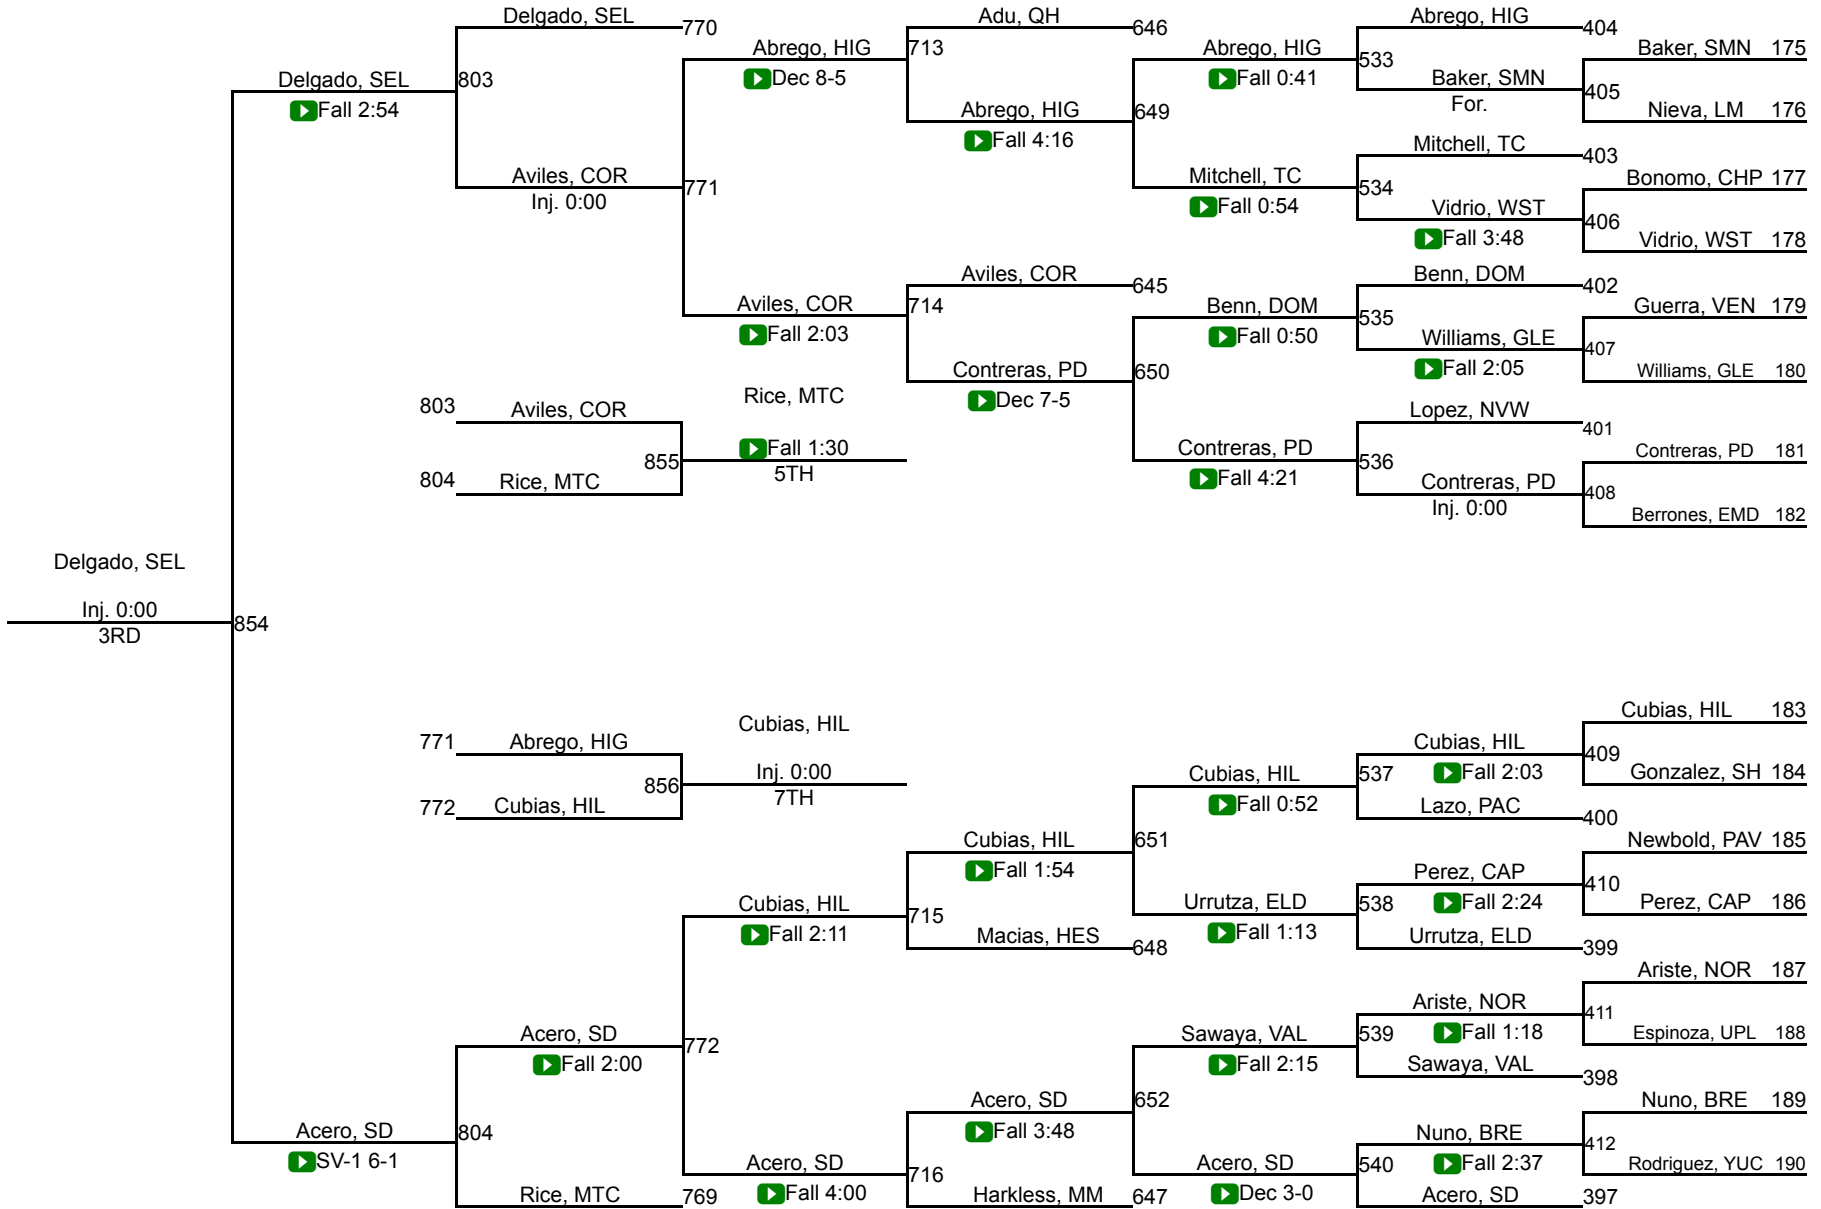 Delgado, SEL
770
Adu, QH
646
Abrego, HIG
404
Abrego, HIG
713
Abrego, HIG
Baker, SMN 175
Dec 8-5
Fall 0:41
533
Baker, SMN
405
Delgado, SEL
803
For.
Fall 2:54
Abrego, HIG
649
Nieva, LM 176
Fall 4:16
Mitchell, TC
403
Aviles, COR
771
Mitchell, TC
534
Bonomo, CHP 177
Inj. 0:00
Fall 0:54
Vidrio, WST
406
Fall 3:48
Vidrio, WST 178
Aviles, COR
645
Benn, DOM
402
Aviles, COR
714
Benn, DOM
535
Guerra, VEN 179
Fall 2:03
Fall 0:50
Williams, GLE
407
Contreras, PD
650
Fall 2:05
Williams, GLE 180
Rice, MTC
Dec 7-5
803
Aviles, COR
Lopez, NVW
401
Fall 1:30
Contreras, PD
Contreras, PD 181
855
5TH
536
804
Rice, MTC
Fall 4:21
Contreras, PD
408
Inj. 0:00
Berrones, EMD 182
Delgado, SEL
Inj. 0:00
854
3RD
Cubias, HIL
Cubias, HIL 183
771
Abrego, HIG
Cubias, HIL
409
856
Inj. 0:00
Cubias, HIL
537
Fall 2:03
Gonzalez, SH 184
772
Cubias, HIL
7TH
Fall 0:52
Lazo, PAC
400
Cubias, HIL
651
Newbold, PAV 185
Fall 1:54
Perez, CAP
410
Cubias, HIL
715
Urrutza, ELD
538
Fall 2:24
Perez, CAP 186
Fall 2:11
Macias, HES
648
Fall 1:13
Urrutza, ELD
399
Ariste, NOR 187
Acero, SD
772
Sawaya, VAL
Ariste, NOR
411
Fall 2:00
Fall 2:15
539
Fall 1:18
Espinoza, UPL 188
Sawaya, VAL
398
Acero, SD
652
Nuno, BRE 189
Acero, SD
804
Fall 3:48
Nuno, BRE
412
SV-1 6-1
Acero, SD
716
Acero, SD
540
Fall 2:37
Rodriguez, YUC 190
Rice, MTC
769
Fall 4:00
Harkless, MM
647
Dec 3-0
Acero, SD
397